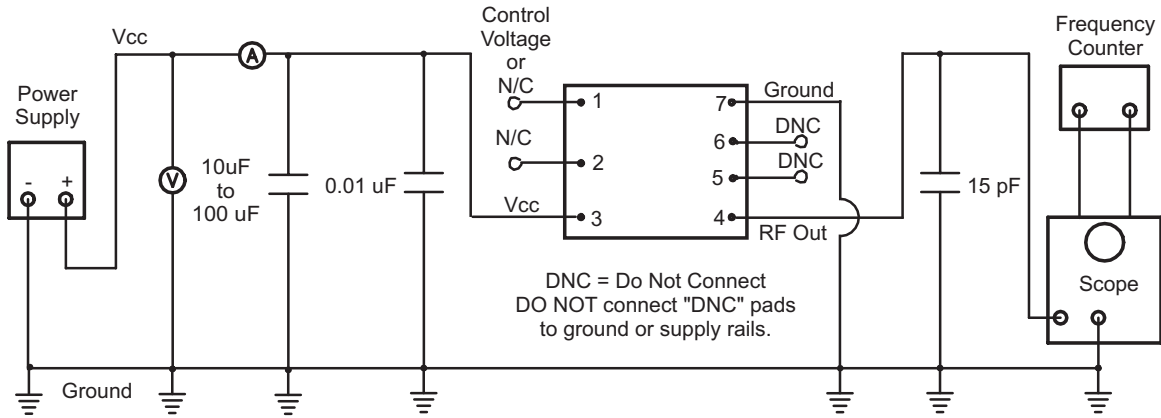 Power
Supply
-
+
Vcc
A
V
10uF
to
100 uF
0.01 uF
Ground
Control
Voltage
or
N/C
N/C
Vcc
1
2
3
7
6
5
4
Ground
DNC
DNC
RF Out
DNC = Do Not Connect
DO NOT connect "DNC" pads
to ground or supply rails.
15 pF
Frequency
Counter
Scope